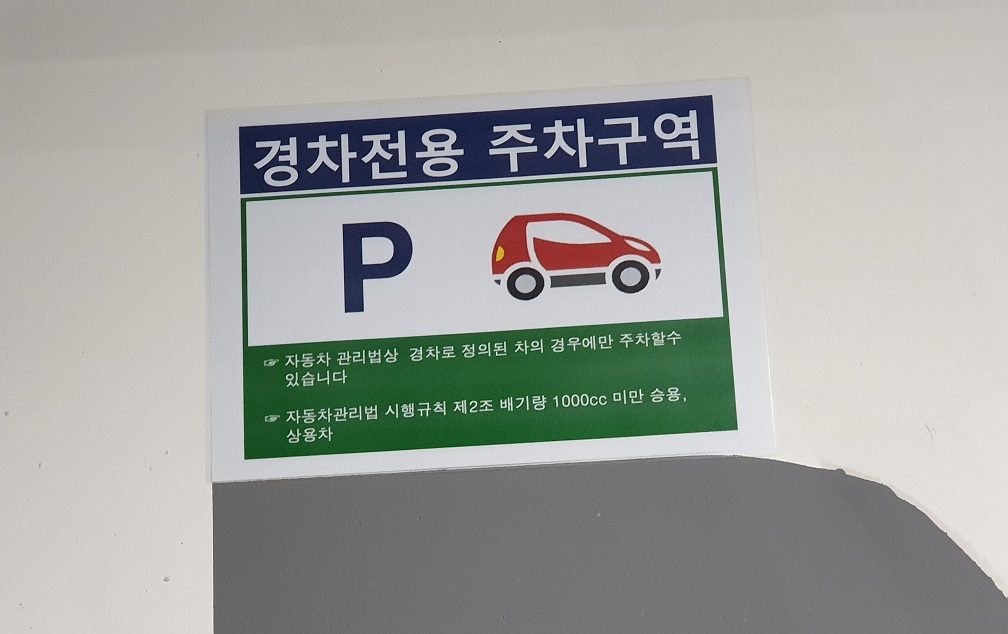 경차전용 주차구역
P
☞ 자동차 관리법상 경차로 정의된 차의 경우에만 주차할수
있습니다
☞ 자동차관리법 시행규칙 제2조 배기량 1000cc 미만 승용,
상용차